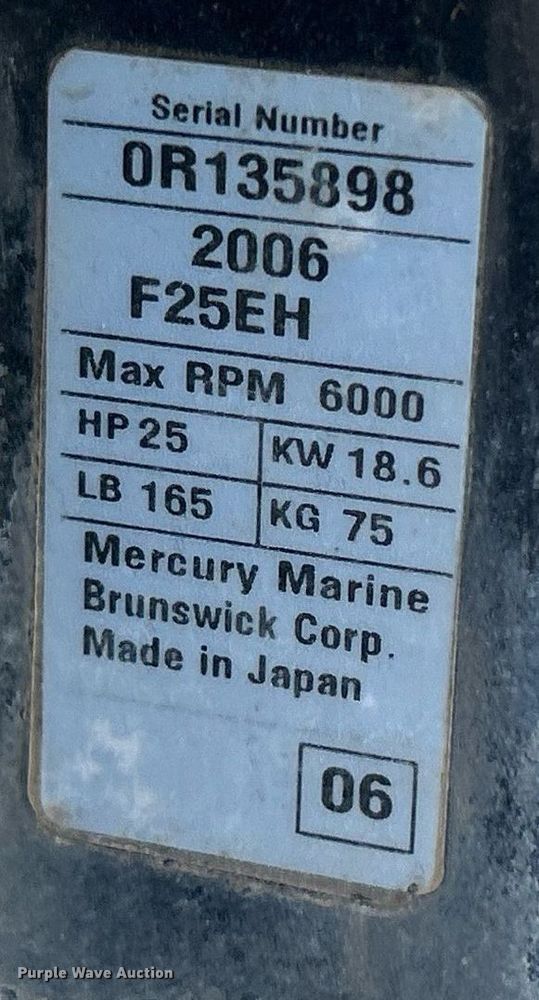 Serial Number
0R135898
2006
F25EH
Max RPM 6000
HP 25 KW 18.6
LB 165 KG 75
Mercury Marine
Brunswick Corp.
Made in Japan
06
Purple Wave Auction